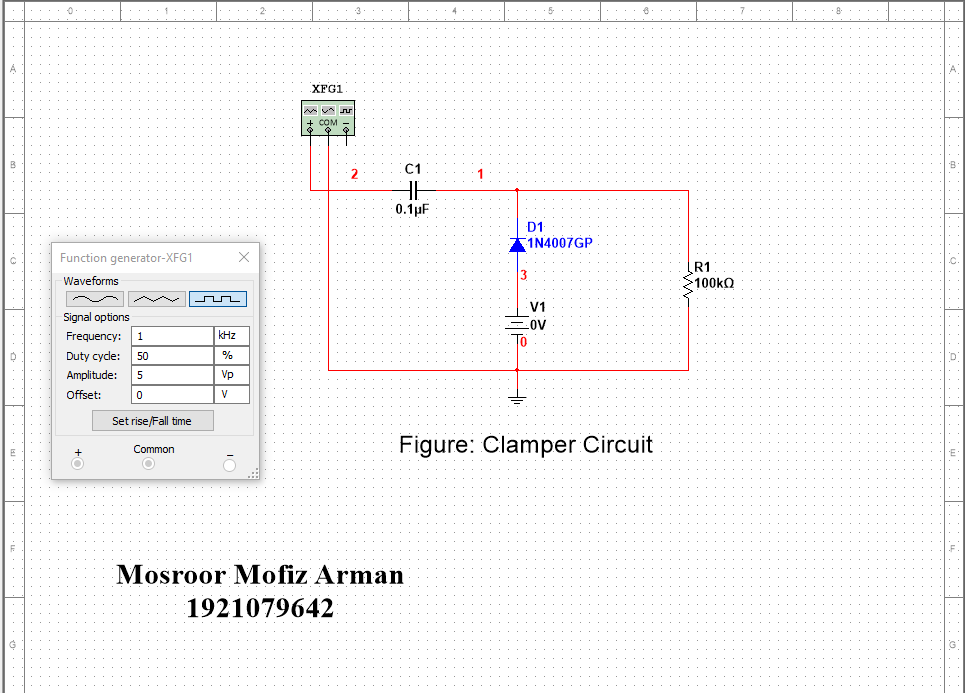 0 1 2 3 4 5 6 7 8
A A
XFG1
+ COM −
B B
2 C1 1
0.1µF
D1
1N4007GP
C C
Function generator-XFG1
3
R1
100kΩ
Waveforms
V1
0V
Signal options
Frequency: 1 kHz
0
Duty cycle: 50 %
D D
Amplitude: 5 Vp
Offset: 0 V
Set rise/Fall time
Figure: Clamper Circuit
+ Common −
E E
F F
Mosroor Mofiz Arman
1921079642
G G